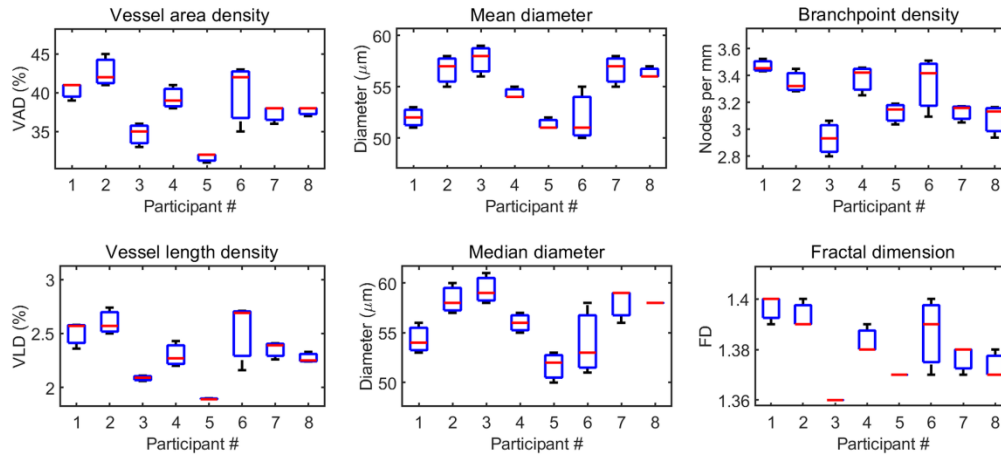 Vessel area density
VAD (%)
45
40
35
1 2 3 4 5 6 7 8
Participant #
Mean diameter
Diameter (μm)
60
55
50
1 2 3 4 5 6 7 8
Participant #
Branchpoint density
Nodes per mm
3.6
3.4
3.2
3
2.8
1 2 3 4 5 6 7 8
Participant #
Vessel length density
VLD (%)
3
2.5
2
1 2 3 4 5 6 7 8
Participant #
Median diameter
Diameter (μm)
60
55
50
1 2 3 4 5 6 7 8
Participant #
Fractal dimension
FD
1.4
1.38
1.36
1 2 3 4 5 6 7 8
Participant #